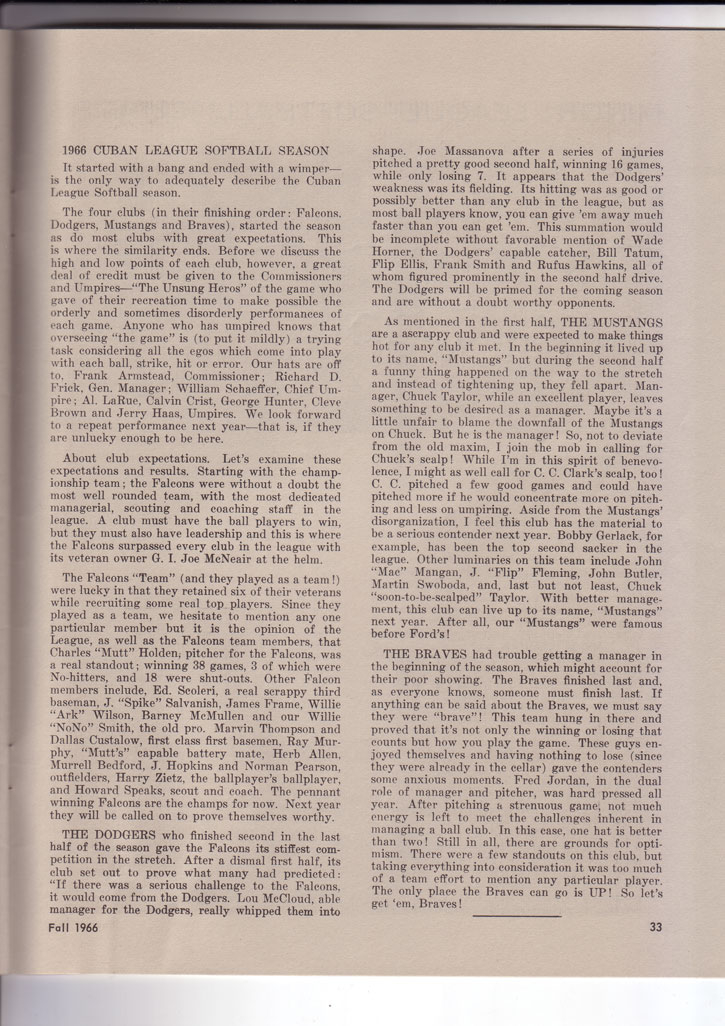 1966 CUBAN LEAGUE SOFTBALL SEASON
It started with a bang and ended with a wimper—
is the only way to adequately describe the Cuban
League Softball season.
The four clubs (in their finishing order: Falcons.
Dodgers, Mustangs and Braves), started the season
as do most clubs with great expectations. This
is where the similarity ends. Before we discuss the
high and low points of each club, however, a great
deal of credit must be given to the Commissioners
and Umpires—"The Unsung Heros" of the game who
gave of their recreation time to make possible the
orderly and sometimes disorderly performances of
each game. Anyone who has umpired knows that
overseeing "the game" is (to put it mildly) a trying
task considering all the egos which come into play
with each ball, strike, hit or error. Our hats are off
to, Frank Armstead, Commissioner; Richard D.
Frick, Gen. Manager; William Schaeffer, Chief Um-
pire; Al. LaRue, Calvin Crist, George Hunter, Cleve
Brown and Jerry Haas, Umpires. We look forward
to a repeat performance next year—that is, if they
are unlucky enough to be here.
About club expectations. Let's examine these
expectations and results. Starting with the champ-
ionship team; the Falcons were without a doubt the
most well rounded team, with the most dedicated
managerial, scouting and coaching staff in the
league. A club must have the ball players to win,
but they must also have leadership and this is where
the Falcons surpassed every club in the league with
its veteran owner G. I. Joe McNeair at the helm.
The Falcons "Team" (and they played as a team!)
were lucky in that they retained six of their veterans
while recruiting some real top players. Since they
played as a team, we hesitate to mention any one
particular member but it is the opinion of the
League, as well as the Falcons team members, that
Charles "Mutt" Holden, pitcher for the Falcons, was
a real standout; winning 38 games, 3 of which were
No-hitters, and 18 were shut-outs. Other Falcon
members include, Ed. Scoleri, a real scrappy third
baseman, J. "Spike" Salvanish, James Frame, Willie
"Ark" Wilson, Barney McMullen and our Willie
"NoNo" Smith, the old pro. Marvin Thompson and
Dallas Custalow, first class first basemen, Ray Mur-
phy, "Mutt's" capable battery mate, Herb Allen,
Murrell Bedford, J. Hopkins and Norman Pearson,
outfielders, Harry Zietz, the ballplayer's ballplayer,
and Howard Speaks, scout and coach. The pennant
winning Falcons are the champs for now. Next year
they will be called on to prove themselves worthy.
THE DODGERS who finished second in the last
half of the season gave the Falcons its stiffest com-
petition in the stretch. After a dismal first half, its
club set out to prove what many had predicted:
"If there was a serious challenge to the Falcons,
it would come from the Dodgers. Lou McCloud, able
manager for the Dodgers, really whipped them into
shape. Joe Massanova after a series of injuries
pitched a pretty good second half, winning 16 games,
while only losing 7. It appears that the Dodgers'
weakness was its fielding. Its hitting was as good or
possibly better than any club in the league, but as
most ball players know, you can give 'em away much
faster than you can get 'em. This summation would
be incomplete without favorable mention of Wade
Horner, the Dodgers' capable catcher, Bill Tatum,
Flip Ellis, Frank Smith and Rufus Hawkins, all of
whom figured prominently in the second half drive.
The Dodgers will be primed for the coming season
and are without a doubt worthy opponents.
As mentioned in the first half, THE MUSTANGS
are a ascrappy club and were expected to make things
hot for any club it met. In the beginning it lived up
to its name, "Mustangs" but during the second half
a funny thing happened on the way to the stretch
and instead of tightening up, they fell apart. Man-
ager, Chuck Taylor, while an excellent player, leaves
something to be desired as a manager. Maybe it's a
little unfair to blame the downfall of the Mustangs
on Chuck. But he is the manager! So, not to deviate
from the old maxim, I join the mob in calling for
Chuck's scalp! While I'm in this spirit of benevo-
lence, I might as well call for C. C. Clark's scalp, too!
C. C. pitched a few good games and could have
pitched more if he would concentrate more on pitch-
ing and less on umpiring. Aside from the Mustangs'
disorganization, I feel this club has the material to
be a serious contender next year. Bobby Gerlack, for
example, has been the top second sacker in the
league. Other luminaries on this team include John
"Mac" Mangan, J. "Flip" Fleming, John Butler,
Martin Swoboda, and, last but not least, Chuck
"soon-to-be-scalped" Taylor. With better manage-
ment, this club can live up to its name, "Mustangs"
next year. After all, our "Mustangs" were famous
before Ford's!
THE BRAVES had trouble getting a manager in
the beginning of the season, which might account for
their poor showing. The Braves finished last and,
as everyone knows, someone must finish last. If
anything can be said about the Braves, we must say
they were "brave"! This team hung in there and
proved that it's not only the winning or losing that
counts but how you play the game. These guys en-
joyed themselves and having nothing to lose (since
they were already in the cellar) gave the contenders
some anxious moments. Fred Jordan, in the dual
role of manager and pitcher, was hard pressed all
year. After pitching a strenuous game, not much
energy is left to meet the challenges inherent in
managing a ball club. In this case, one hat is better
than two! Still in all, there are grounds for opti-
mism. There were a few standouts on this club, but
taking everything into consideration it was too much
of a team effort to mention any particular player.
The only place the Braves can go is UP! So let's
get 'em, Braves!
Fall 1966
33